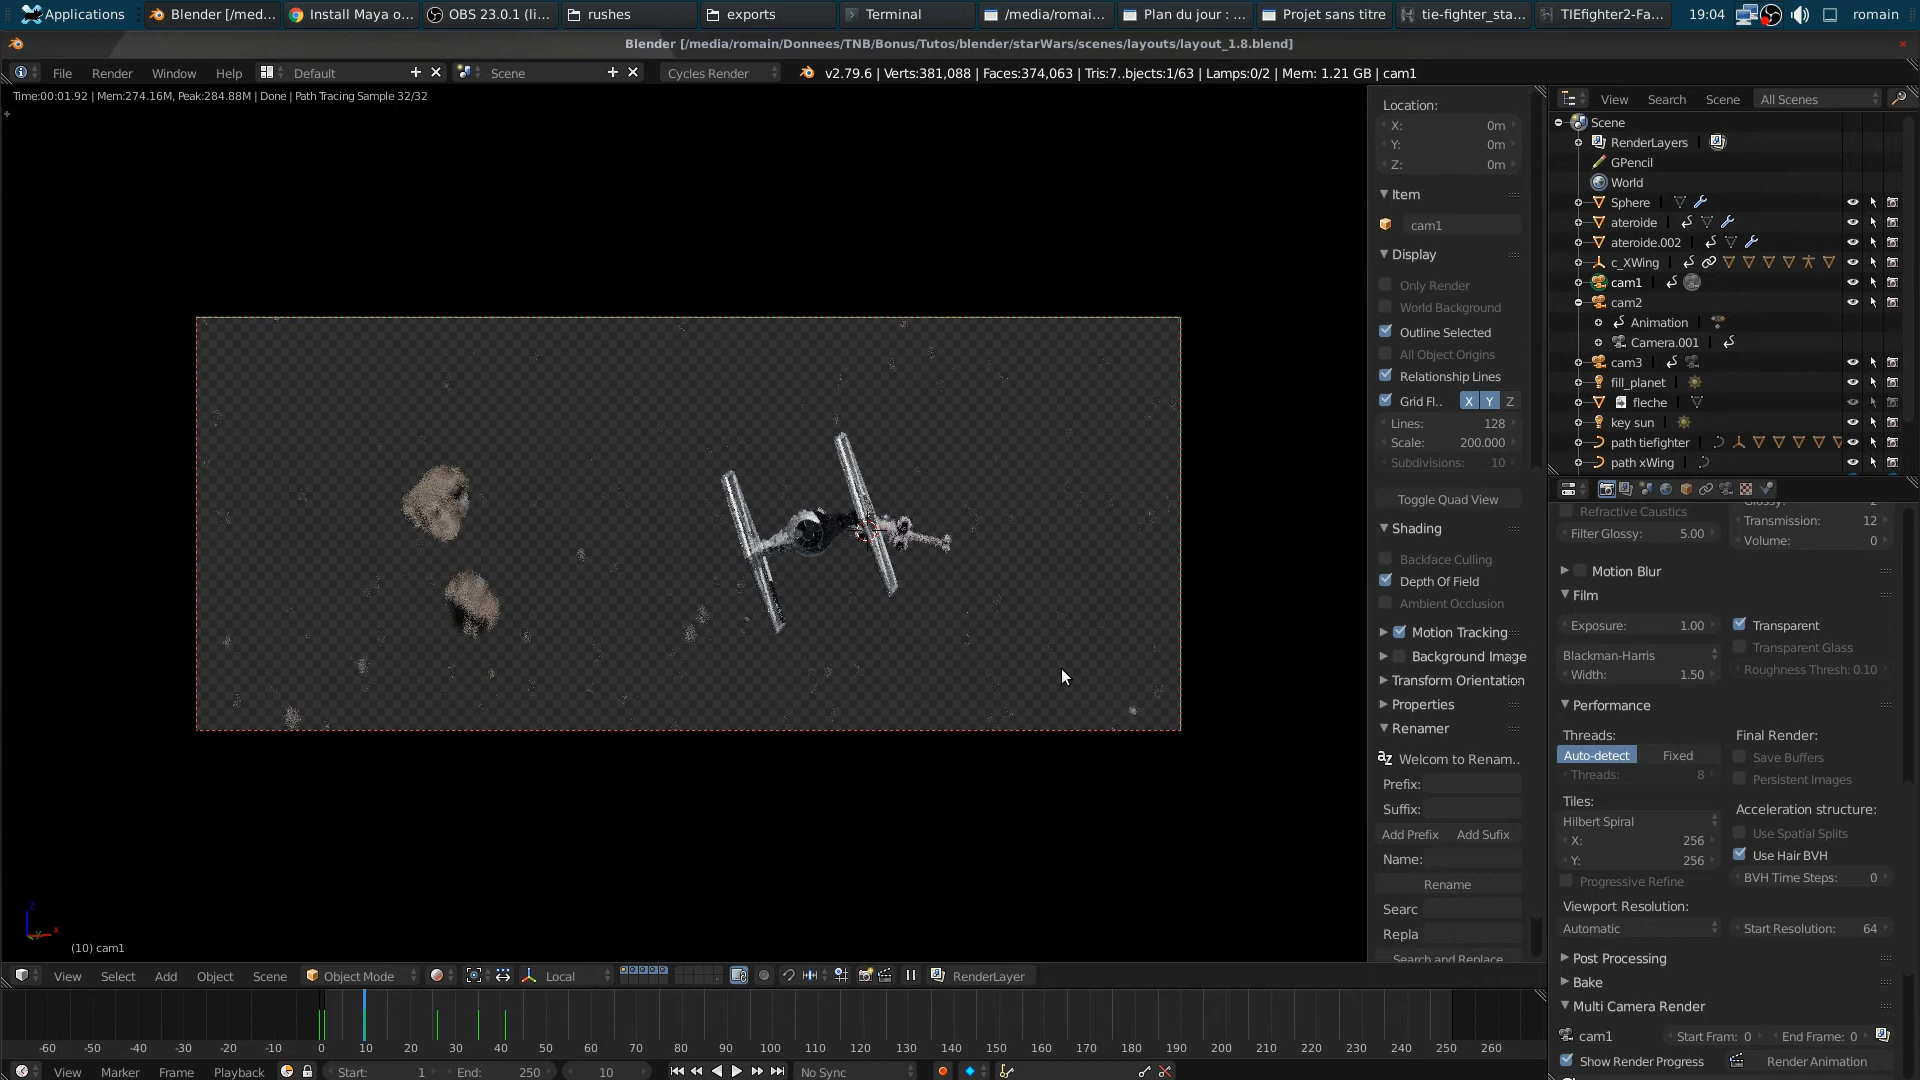 Applications
Blender [/med...
Install Maya o...
OBS 23.0.1 (li...
rushes
exports
Terminal
/media/romai...
Plan du jour : ...
Projet sans titre
tie-fighter_sta...
TIEfighter2-Fa...
19:04
romain
Blender [/media/romain/Donnees/TNB/Bonus/Tutos/blender/starWars/scenes/layouts/layout_1.8.blend]
File Render Window Help Default Scene Cycles Render v2.79.6 | Verts:381,088 | Faces:374,063 | Tris:7..bjects:1/63 | Lamps:0/2 | Mem: 1.21 GB | cam1
Time:00:01.92 | Mem:274.16M, Peak:284.88M | Done | Path Tracing Sample 32/32
(10) cam1
Location:
X: 0m
Y: 0m
Z: 0m
Item
cam1
Display
Only Render
World Background
Outline Selected
All Object Origins
Relationship Lines
Grid Fl.. X Y Z
Lines: 128
Scale: 200.000
Subdivisions: 10
Toggle Quad View
Shading
Backface Culling
Depth Of Field
Ambient Occlusion
Motion Tracking
Background Image
Transform Orientation
Properties
Renamer
Welcom to Renam..
Prefix:
Suffix:
Add Prefix Add Sufix
Name:
Rename
Searc
Repla
Search and Replace
View Search Scene All Scenes
Scene
RenderLayers
GPencil
World
Sphere
ateroide
ateroide.002
c_XWing
cam1
cam2
Animation
Camera.001
cam3
fill_planet
fleche
key sun
path tiefighter
path xWing
Refractive Caustics
Transmission: 12
Filter Glossy: 5.00
Volume: 0
Motion Blur
Film
Exposure: 1.00
Transparent
Transparent Glass
Blackman-Harris
Roughness Thresh: 0.10
Width: 1.50
Performance
Threads: Final Render:
Auto-detect Fixed Save Buffers
Threads: 8 Persistent Images
Tiles: Acceleration structure:
Hilbert Spiral
Use Spatial Splits
X: 256
Use Hair BVH
Y: 256
BVH Time Steps: 0
Progressive Refine
Viewport Resolution:
Automatic Start Resolution: 64
Post Processing
Bake
Multi Camera Render
cam1 Start Fram: 0 End Frame: 0
Show Render Progress Render Animation
View Select Add Object Scene Object Mode Local RenderLayer
-60 -50 -40 -30 -20 -10 0 10 20 30 40 50 60 70 80 90 100 110 120 130 140 150 160 170 180 190 200 210 220 230 240 250 260
View Marker Frame Playback Start: 1 End: 250 10 No Sync